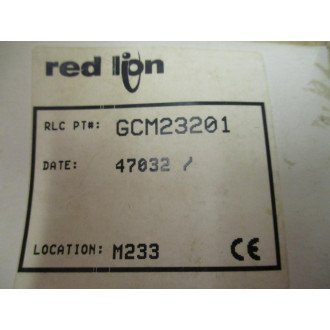 red lion
RLC PT#: GCM23201
DATE: 47032 /
LOCATION: M233 CE